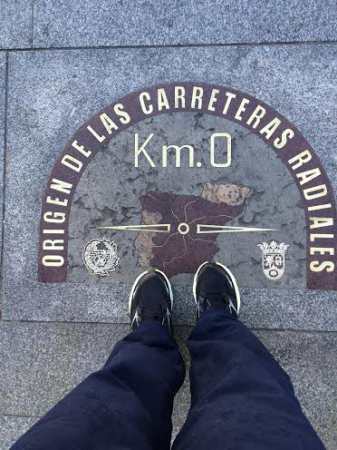 ORIGEN DE LAS CARRETERAS RADIALES
Km.0